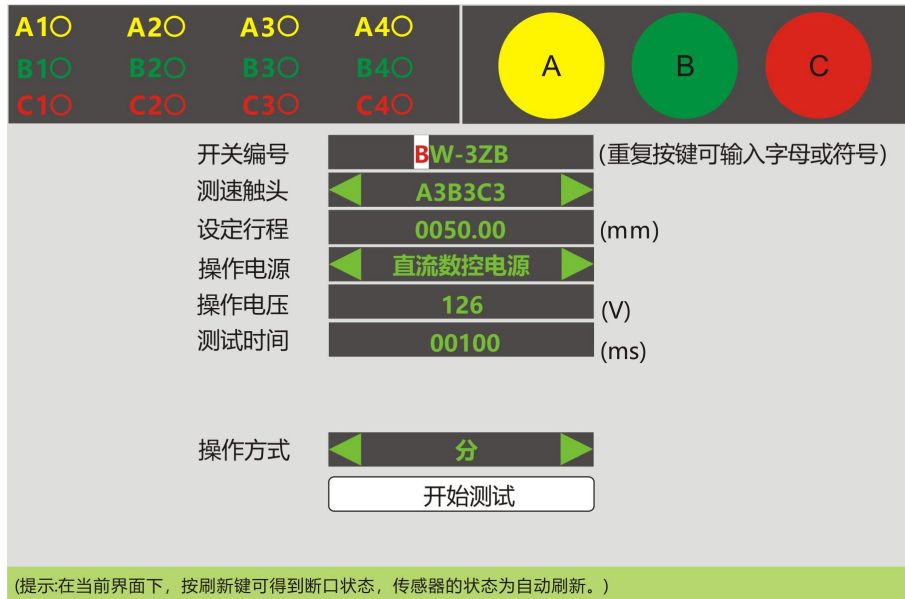 A1○ A2○ A3○ A4○
B1○ B2○ B3○ B4○
C1○ C2○ C3○ C4○
A B C
开关编号 BW-3ZB (重复按键可输入字母或符号)
测速触头 A3B3C3
设定行程 0050.00 (mm)
操作电源 直流数控电源
操作电压 126 (V)
测试时间 00100 (ms)
操作方式 分
开始测试
(提示:在当前界面下，按刷新键可得到断口状态，传感器的状态为自动刷新。)